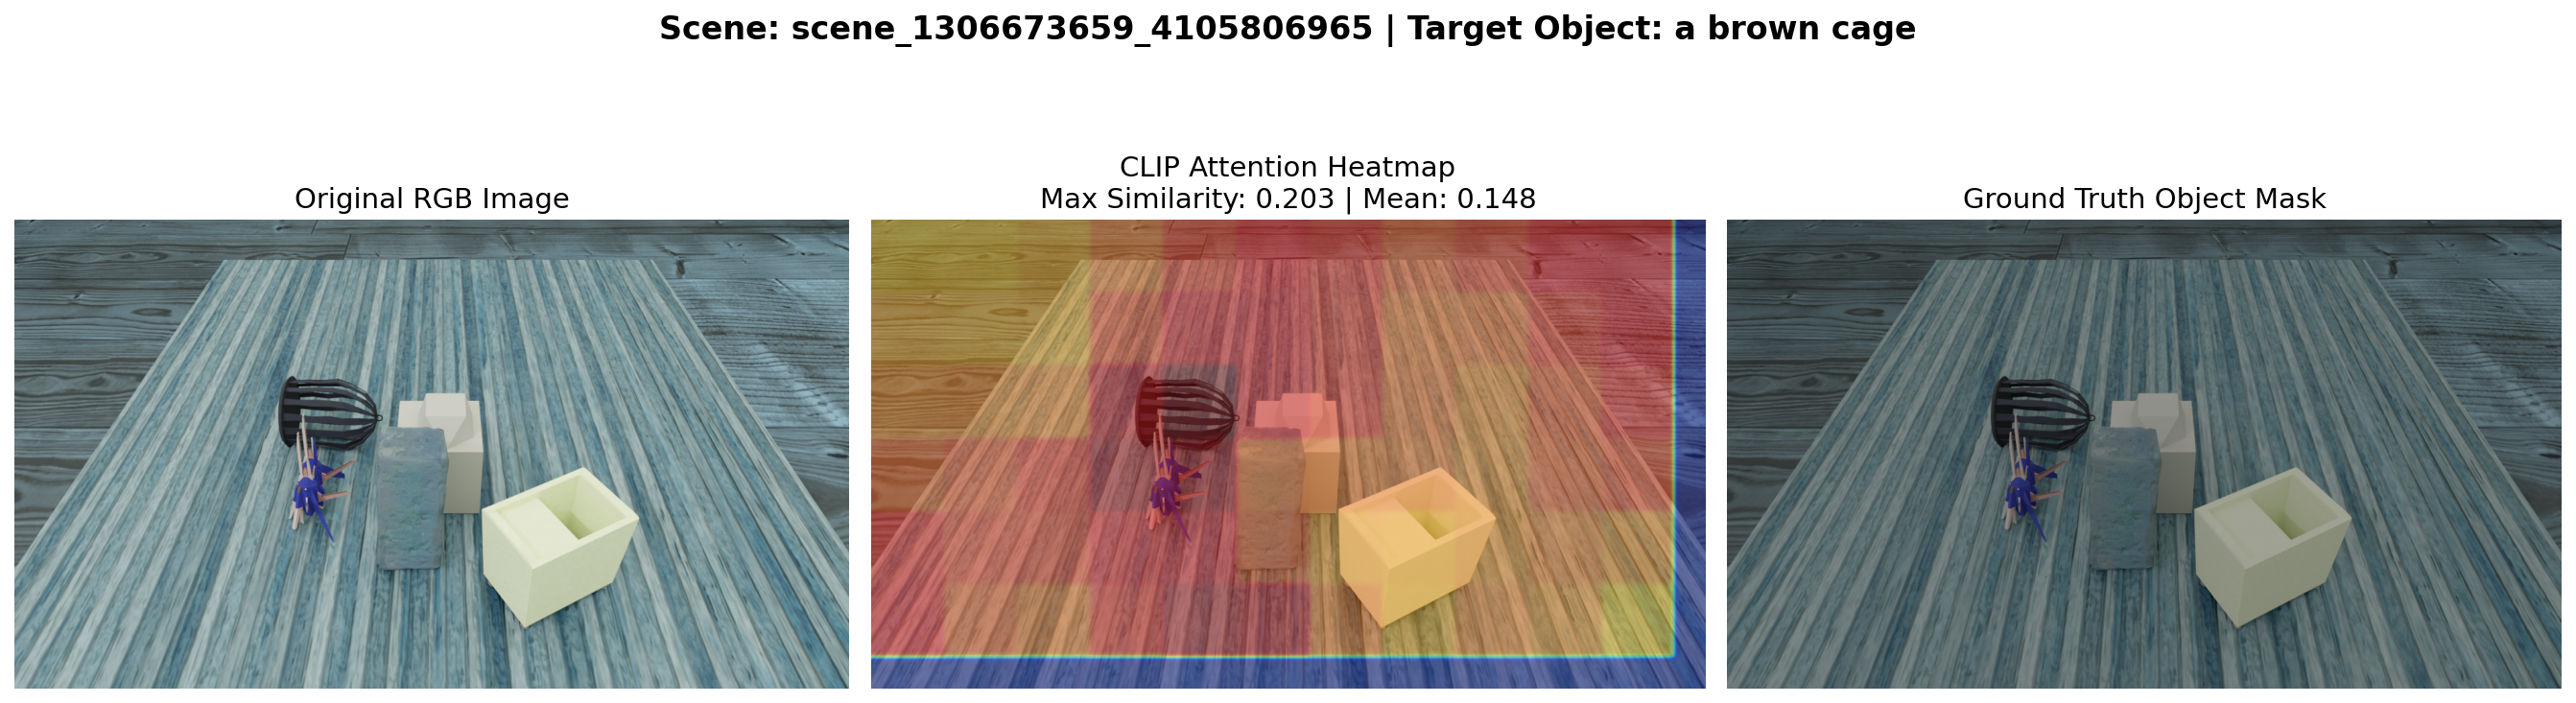 Scene: scene_1306673659_4105806965 | Target Object: a brown cage
Original RGB Image
CLIP Attention Heatmap
Max Similarity: 0.203 | Mean: 0.148
Ground Truth Object Mask